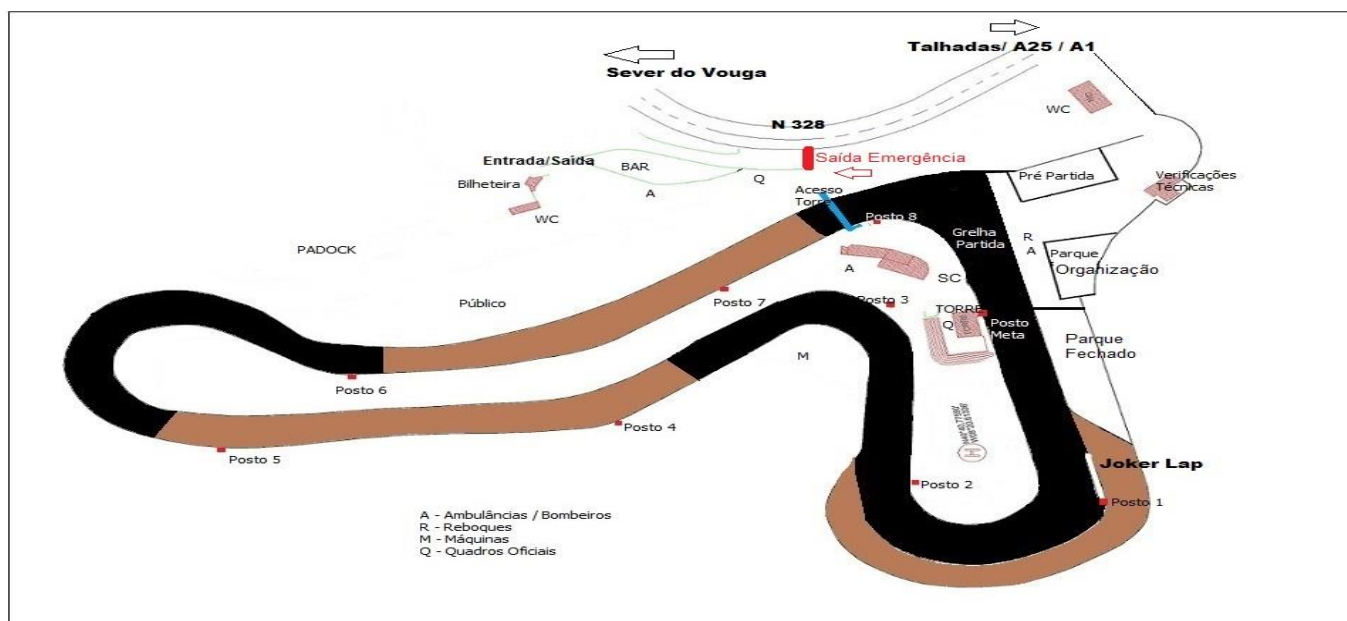 Talhadas/ A25 / A1
Sever do Vouga
N 328
WC
Saída Emergência
Entrada/Saída
BAR
Bilheteira
A
Q
WC
Acesso
Torre
Posto 8
Pré Partida
Verificações
Técnicas
PADOCK
Grelha
Partida
R
A
Parque
Organização
A
SC
Público
Posto 7
Posto 3
TORRE
Q
Posto
Meta
Parque
Fechado
M
Posto 6
Posto 4
Posto 5
H
Joker Lap
Posto 2
Posto 1
A - Ambulâncias / Bombeiros
R - Reboques
M - Máquinas
Q - Quadros Oficiais